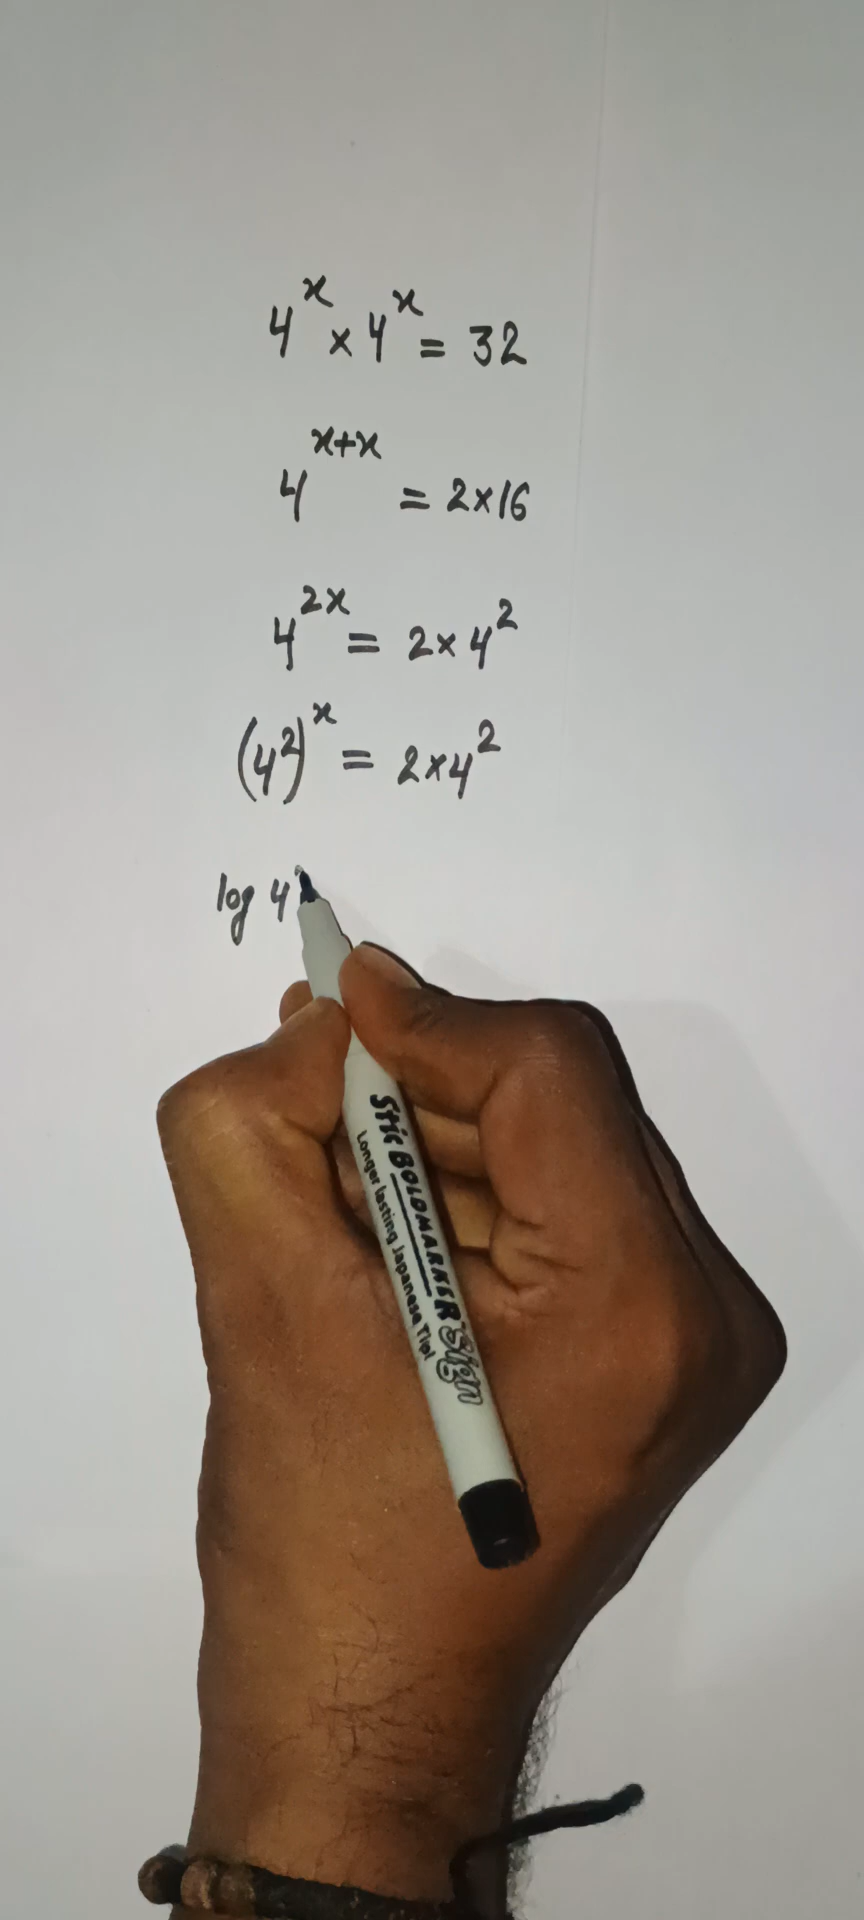 4^x × 4^x = 32
4^(x+x) = 2×16
4^(2x) = 2×4^2
(4^2)^x = 2×4^2
log 4
Stic BOLDMARKER Sign
Longer lasting Japanese Tip!